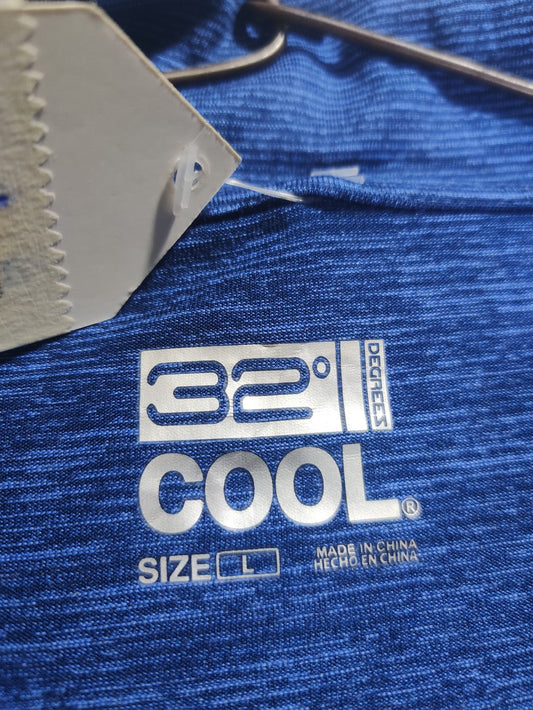 32° DEGREES
COOL®
SIZE L
MADE IN CHINA
HECHO EN CHINA